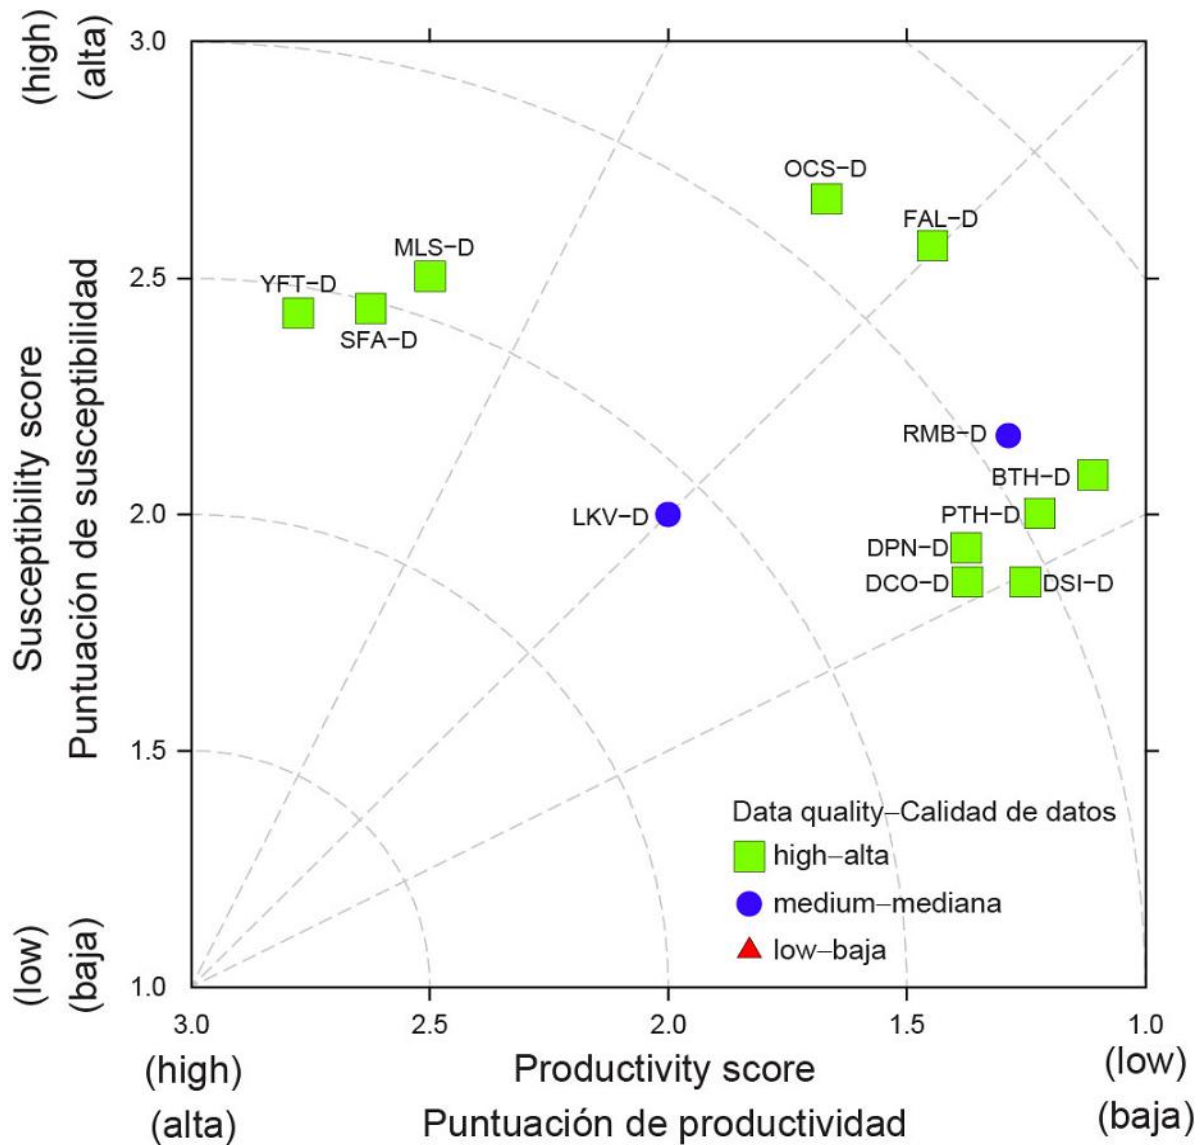 (high)
(alta)
3.0
2.5
2.0
1.5
1.0
Susceptibility score
Puntuación de susceptibilidad
(low)
(baja)
OCS−D
FAL−D
MLS−D
YFT−D
SFA−D
RMB−D
BTH−D
LKV−D
PTH−D
DPN−D
DCO−D
DSI−D
Data quality–Calidad de datos
high–alta
medium–mediana
low–baja
3.0 2.5 2.0 1.5 1.0
(high) Productivity score (low)
(alta) Puntuación de productividad (baja)